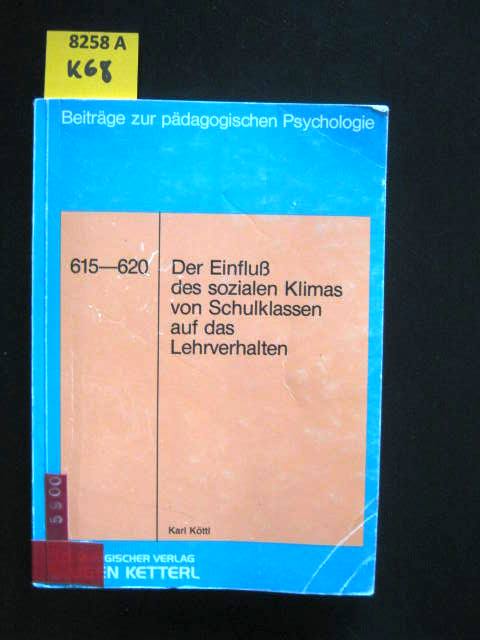 8258 A
K68
Beiträge zur pädagogischen Psychologie
615—620
Der Einfluß
des sozialen Klimas
von Schulklassen
auf das
Lehrverhalten
Karl Köttl
5900
GISCHER VERLAG
EN KETTERL